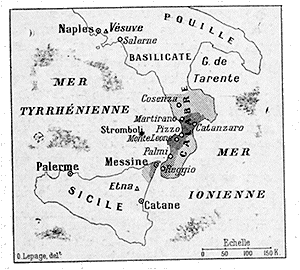 POUILLE
Naples
Vésuve
Salerne
BASILICATE
G. de
Tarente
MER
TYRRHÉNIENNE
Cosenza
Martirano
CALABRE
Stromboli
Pizzo
Catanzaro
Monteleone
Palmi
MER
Palerme
Messine
Reggio
IONIENNE
Etna
SICILE
Catane
Echelle
0 50 100 150 K.
O. Lepage, delt